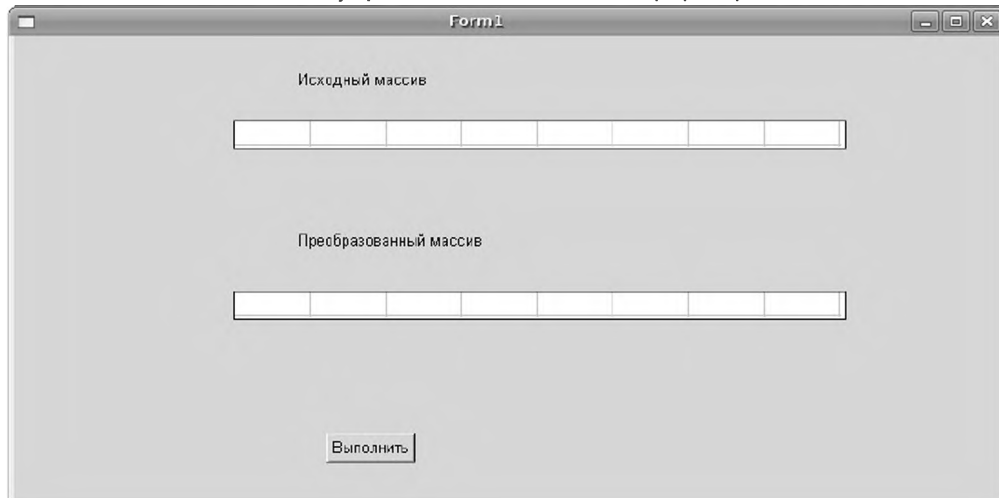 Form1
Исходный массив
Преобразованный массив
Выполнить